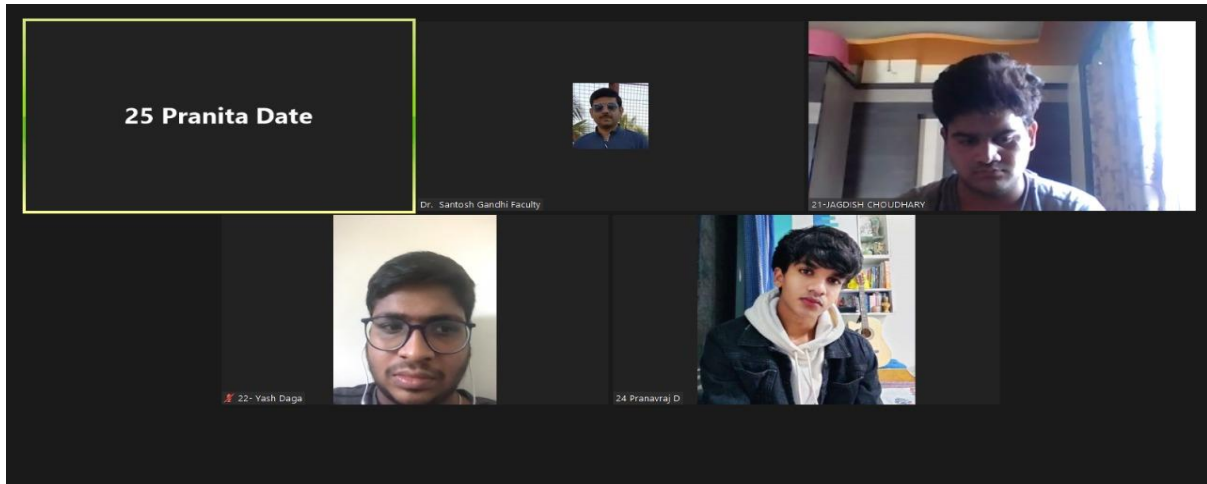 25 Pranita Date
Dr. Santosh Gandhi Faculty
21-JAGDISH CHOUDHARY
22- Yash Daga
24 Pranavraj D